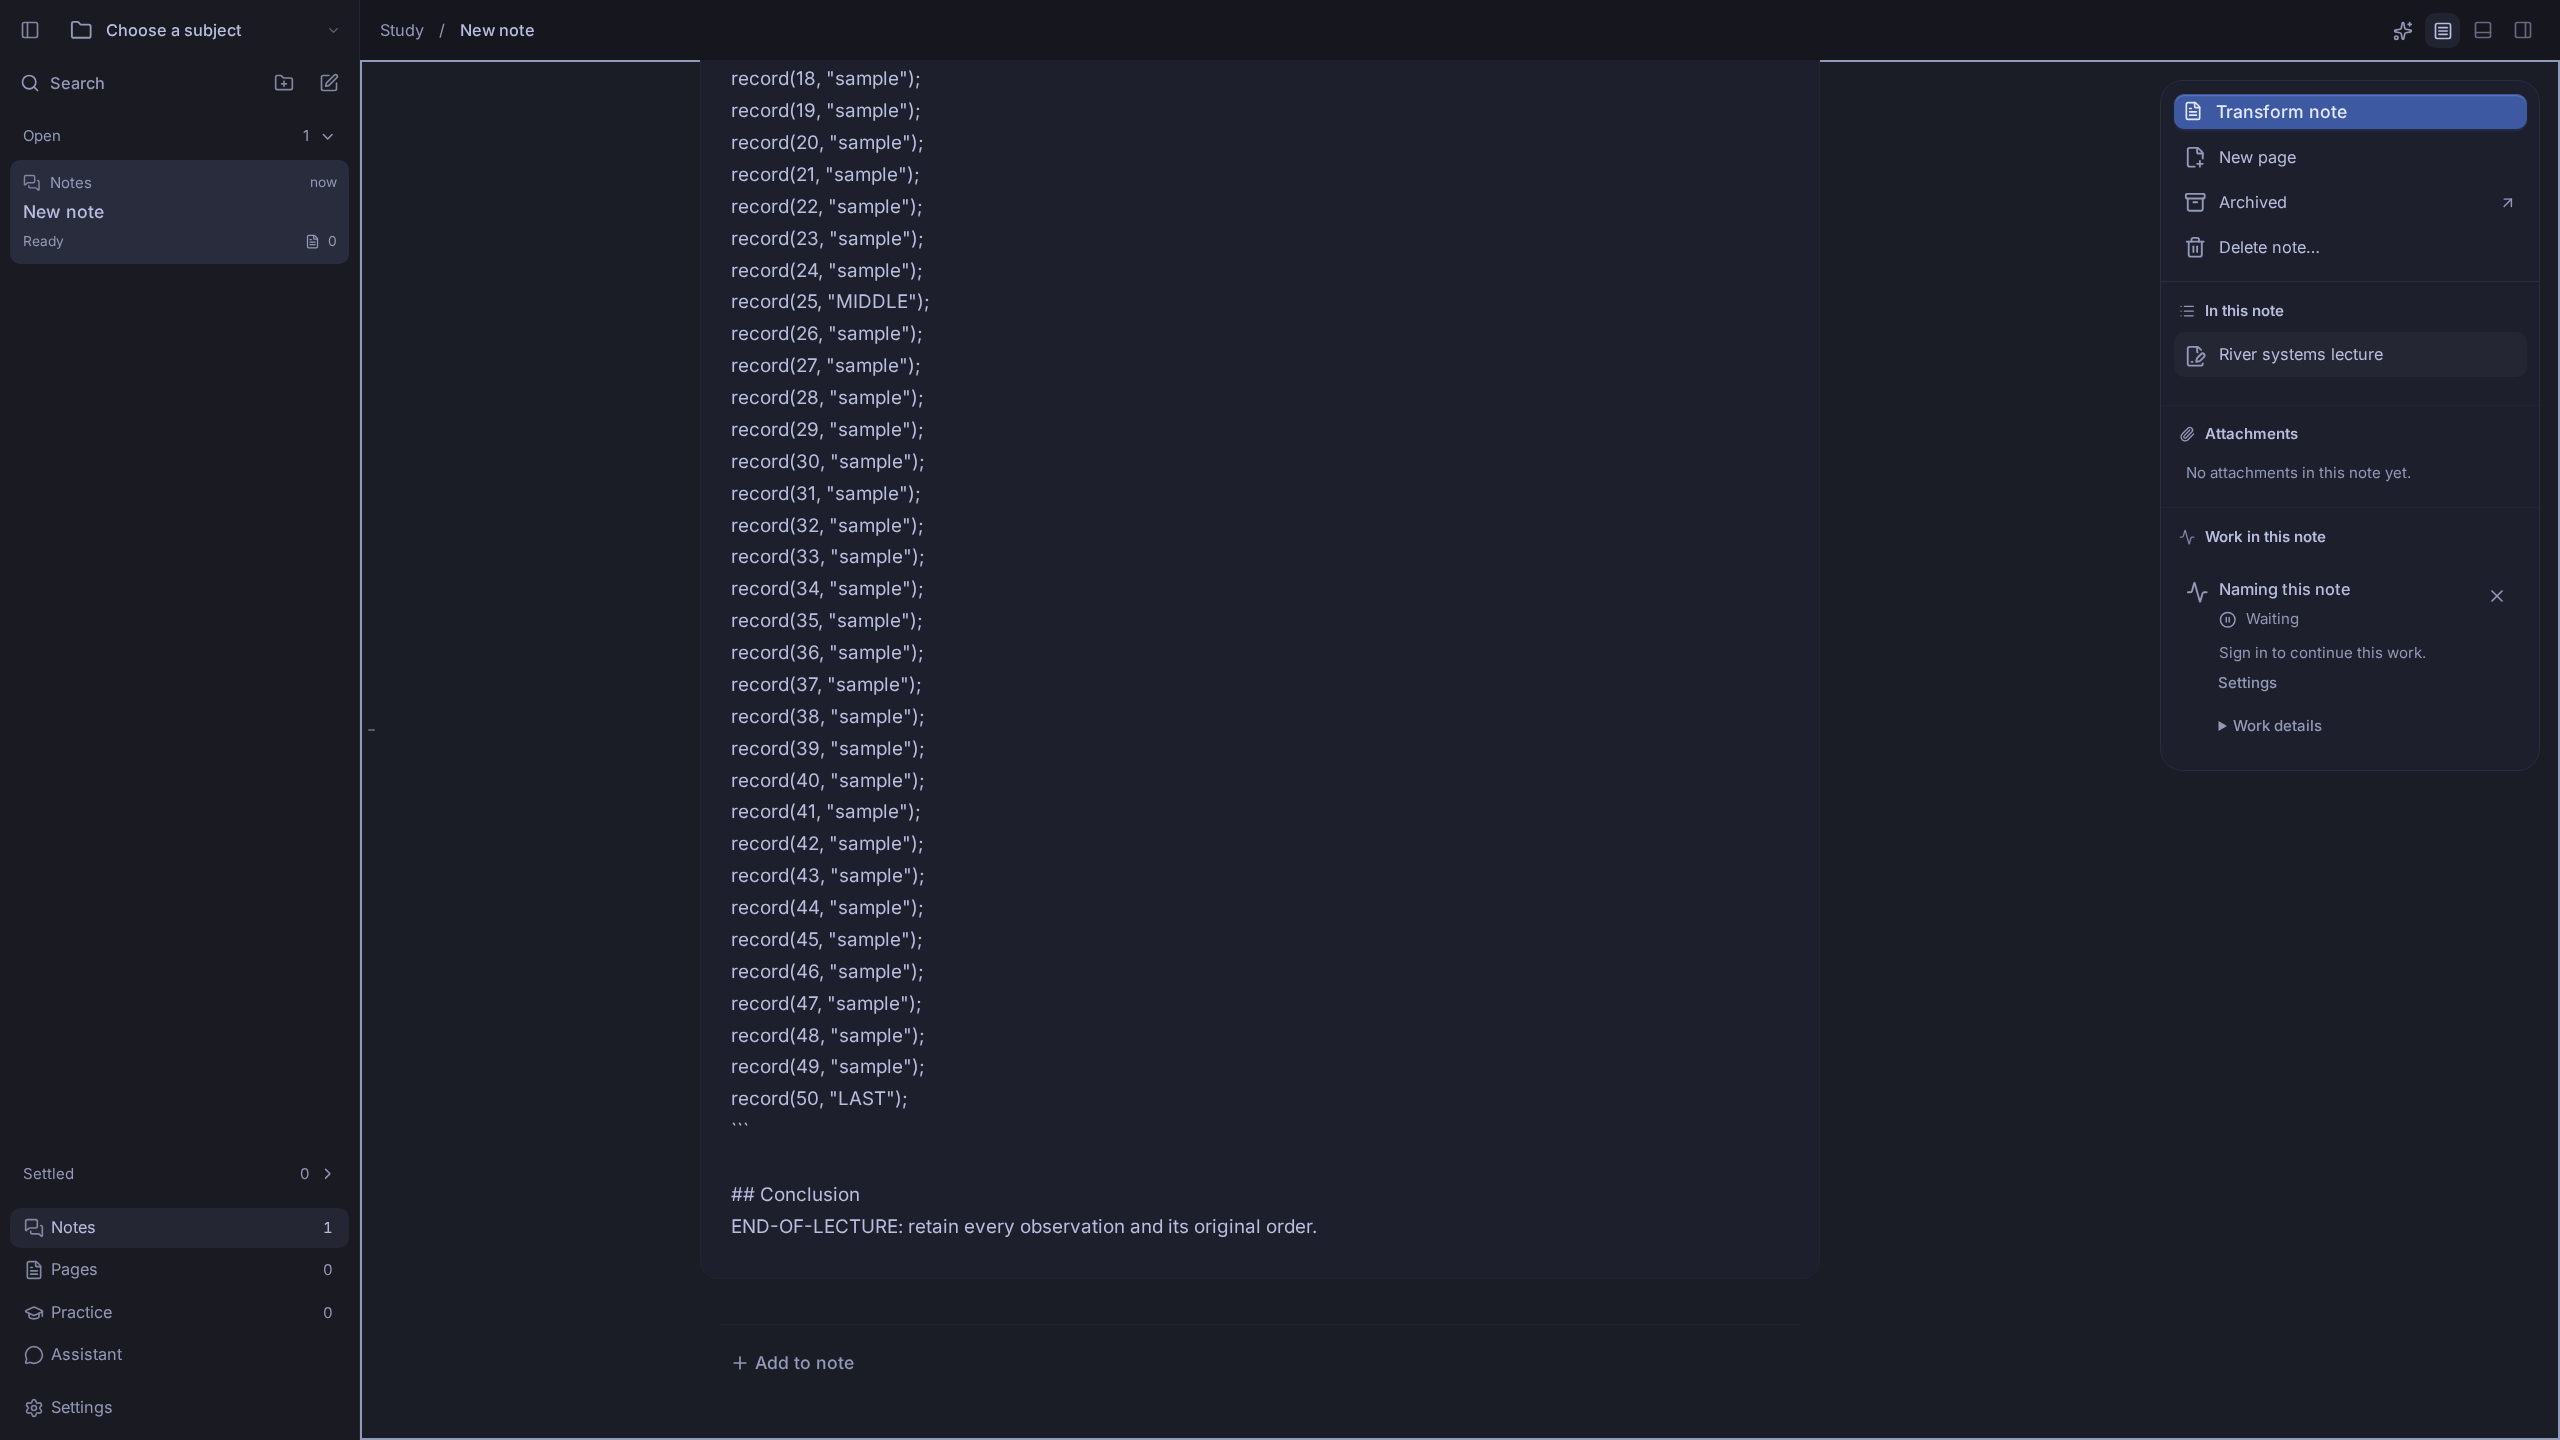 Choose a subject
Search
Open 1
Notes now
New note
Ready 0
Settled 0
Notes 1
Pages 0
Practice 0
Assistant
Settings
Study / New note
record(18, "sample");
record(19, "sample");
record(20, "sample");
record(21, "sample");
record(22, "sample");
record(23, "sample");
record(24, "sample");
record(25, "MIDDLE");
record(26, "sample");
record(27, "sample");
record(28, "sample");
record(29, "sample");
record(30, "sample");
record(31, "sample");
record(32, "sample");
record(33, "sample");
record(34, "sample");
record(35, "sample");
record(36, "sample");
record(37, "sample");
record(38, "sample");
record(39, "sample");
record(40, "sample");
record(41, "sample");
record(42, "sample");
record(43, "sample");
record(44, "sample");
record(45, "sample");
record(46, "sample");
record(47, "sample");
record(48, "sample");
record(49, "sample");
record(50, "LAST");
```
## Conclusion
END-OF-LECTURE: retain every observation and its original order.
+ Add to note
Transform note
New page
Archived
Delete note...
In this note
River systems lecture
Attachments
No attachments in this note yet.
Work in this note
Naming this note
Waiting
Sign in to continue this work.
Settings
Work details